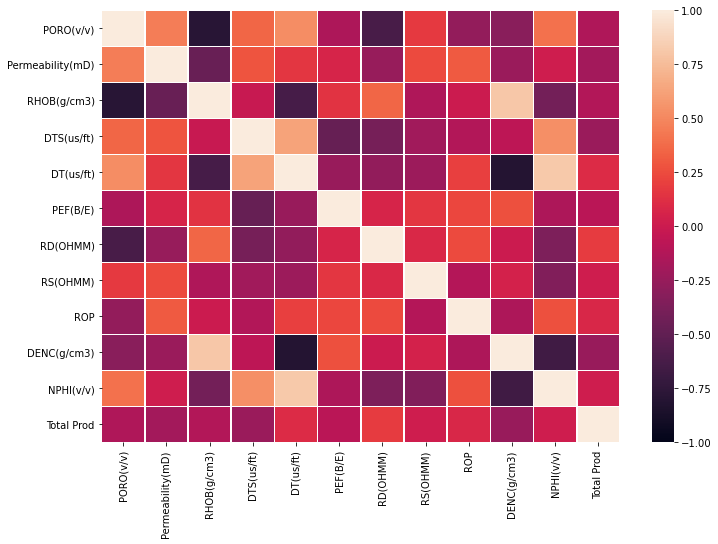 PORO(v/v)
Permeability(mD)
RHOB(g/cm3)
DTS(us/ft)
DT(us/ft)
PEF(B/E)
RD(OHMM)
RS(OHMM)
ROP
DENC(g/cm3)
NPHI(v/v)
Total Prod
PORO(v/v)
Permeability(mD)
RHOB(g/cm3)
DTS(us/ft)
DT(us/ft)
PEF(B/E)
RD(OHMM)
RS(OHMM)
ROP
DENC(g/cm3)
NPHI(v/v)
Total Prod
1.00
0.75
0.50
0.25
0.00
−0.25
−0.50
−0.75
−1.00